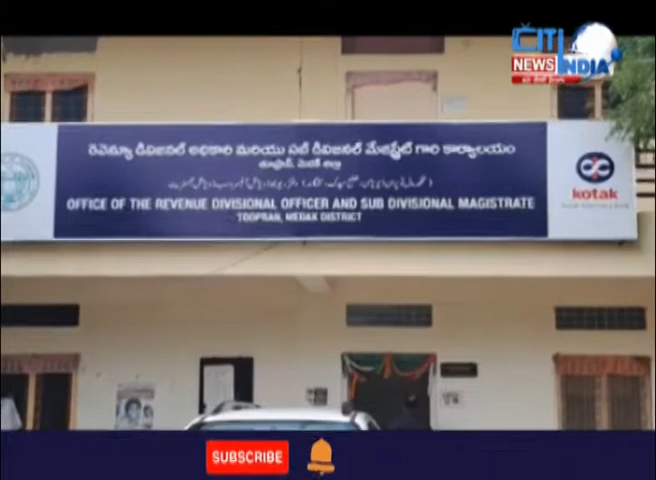 CITI
NEWS INDIA
రెవెన్యూ డివిజనల్ అధికారి మరియు సబ్ డివిజనల్ మేజిస్ట్రేట్ గారి కార్యాలయం
తూప్రాన్, మెదక్ జిల్లా
OFFICE OF THE REVENUE DIVISIONAL OFFICER AND SUB DIVISIONAL MAGISTRATE
TOOPRAN, MEDAK DISTRICT
kotak
SUBSCRIBE